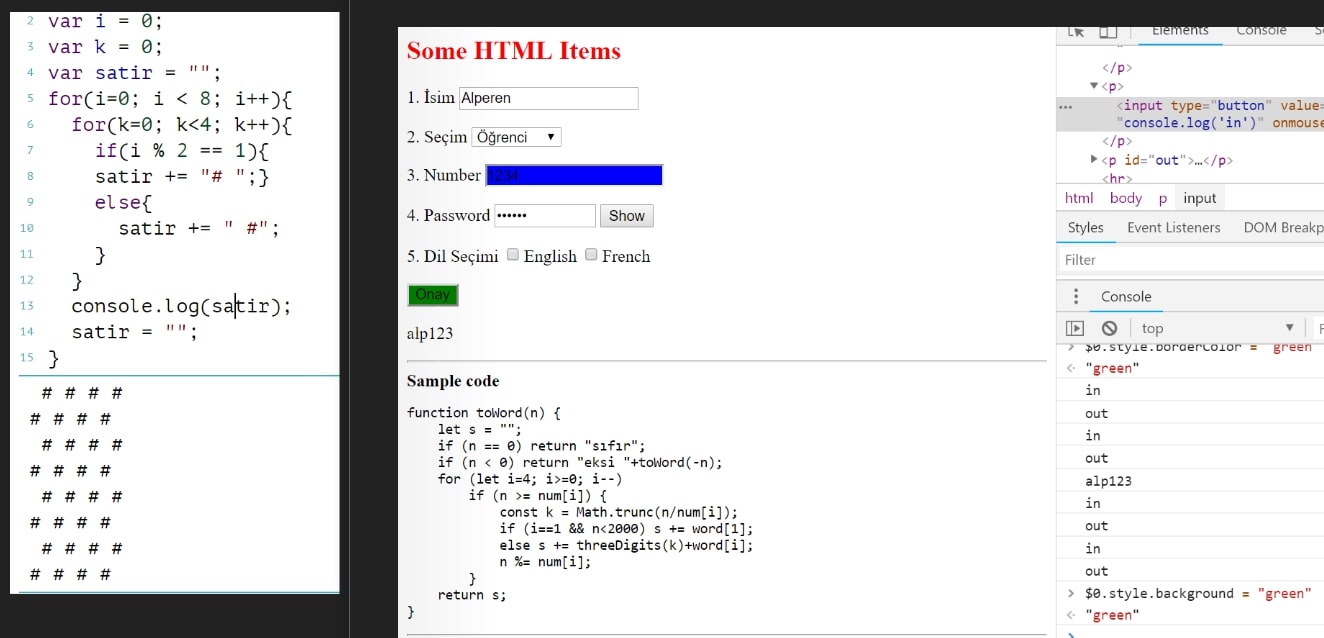 2 var i = 0;
3 var k = 0;
4 var satir = "";
5 for(i=0; i < 8; i++){
6 for(k=0; k<4; k++){
7 if(i % 2 == 1){
8 satir += "# ";}
9 else{
10 satir += " #";
11 }
12 }
13 console.log(satir);
14 satir = "";
15 }
# # # #
# # # #
# # # #
# # # #
# # # #
# # # #
# # # #
# # # #
Some HTML Items
1. İsim Alperen
2. Seçim Öğrenci
3. Number 1234
4. Password •••••• Show
5. Dil Seçimi English French
Onay
alp123
Sample code
function toWord(n) {
let s = "";
if (n == 0) return "sıfır";
if (n < 0) return "eksi "+toWord(-n);
for (let i=4; i>=0; i--)
if (n >= num[i]) {
const k = Math.trunc(n/num[i]);
if (i==1 && n<2000) s += word[1];
else s += threeDigits(k)+word[i];
n %= num[i];
}
return s;
}
Elements Console
"
</p>
<p>
<input type="button" value=
"console.log('in')" onmouse
</p>
<p id="out">…</p>
<hr>
html body p input
Styles Event Listeners DOM Breakp
Filter
Console
top
> $0.style.borderColor = "green"
<· "green"
in
out
in
out
alp123
in
out
in
out
> $0.style.background = "green"
<· "green"
>